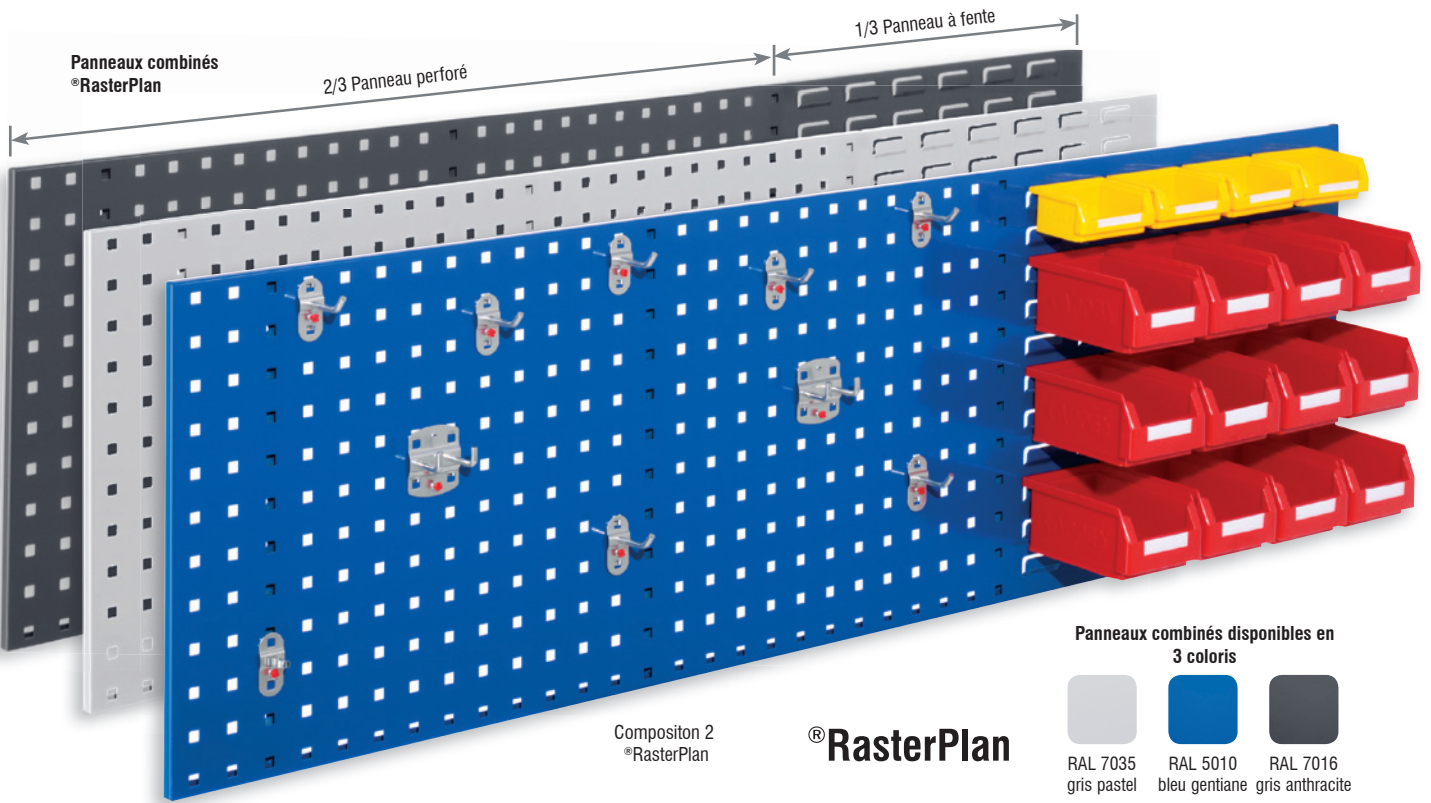 Panneaux combinés
®RasterPlan
2/3 Panneau perforé
1/3 Panneau à fente
Compositon 2
®RasterPlan
®RasterPlan
Panneaux combinés disponibles en
3 coloris
RAL 7035
gris pastel
RAL 5010
bleu gentiane
RAL 7016
gris anthracite